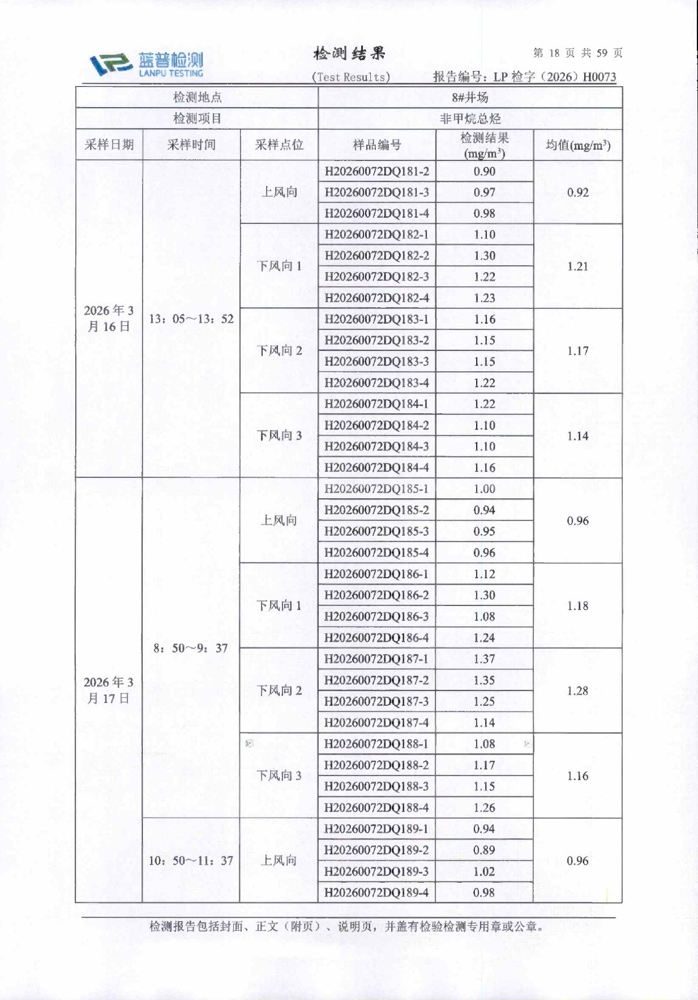 蓝普检测
LANPU TESTING
检测结果
(Test Results)
第 18 页 共 59 页
报告编号：LP 检字（2026）H0073
检测地点 8#井场
检测项目 非甲烷总烃
采样日期 采样时间 采样点位 样品编号 检测结果(mg/m³) 均值(mg/m³)
2026 年 3 月 16 日 13：05～13：52 上风向 H20260072DQ181-2 0.90 0.92
H20260072DQ181-3 0.97
H20260072DQ181-4 0.98
下风向 1 H20260072DQ182-1 1.10 1.21
H20260072DQ182-2 1.30
H20260072DQ182-3 1.22
H20260072DQ182-4 1.23
下风向 2 H20260072DQ183-1 1.16 1.17
H20260072DQ183-2 1.15
H20260072DQ183-3 1.15
H20260072DQ183-4 1.22
下风向 3 H20260072DQ184-1 1.22 1.14
H20260072DQ184-2 1.10
H20260072DQ184-3 1.10
H20260072DQ184-4 1.16
2026 年 3 月 17 日 8：50～9：37 上风向 H20260072DQ185-1 1.00 0.96
H20260072DQ185-2 0.94
H20260072DQ185-3 0.95
H20260072DQ185-4 0.96
下风向 1 H20260072DQ186-1 1.12 1.18
H20260072DQ186-2 1.30
H20260072DQ186-3 1.08
H20260072DQ186-4 1.24
下风向 2 H20260072DQ187-1 1.37 1.28
H20260072DQ187-2 1.35
H20260072DQ187-3 1.25
H20260072DQ187-4 1.14
下风向 3 H20260072DQ188-1 1.08 1.16
H20260072DQ188-2 1.17
H20260072DQ188-3 1.15
H20260072DQ188-4 1.26
10：50～11：37 上风向 H20260072DQ189-1 0.94 0.96
H20260072DQ189-2 0.89
H20260072DQ189-3 1.02
H20260072DQ189-4 0.98
检测报告包括封面、正文（附页）、说明页，并盖有检验检测专用章或公章。